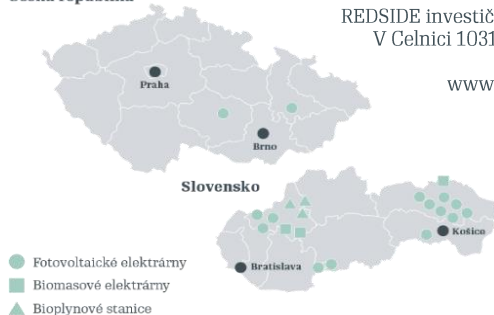 REDSIDE investič
V Celnici 1031
www
Praha
Brno
Slovensko
Košice
Bratislava
Fotovoltaické elektrárny
Biomasové elektrárny
Bioplynové stanice